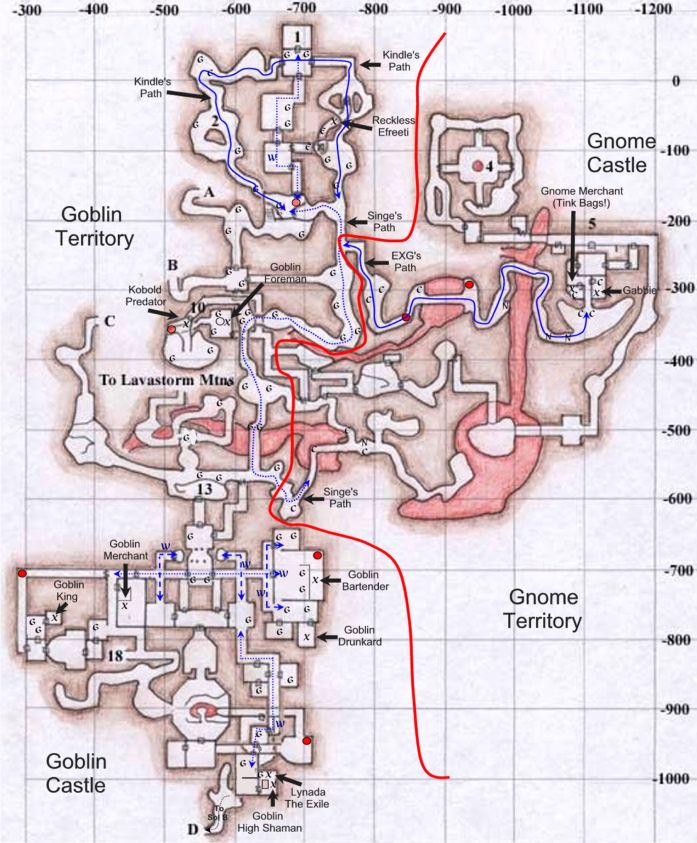 -300 -400 -500 -600 -700 -800 -900 -1000 -1100 -1200
1
G G
Kindle's
Path
Kindle's
Path
0
2
Reckless
Efreeti
-100
W
4
Gnome
Castle
Gnome Merchant
(Tink Bags!)
A
Goblin
Territory
Singe's
Path
-200
5
EXG's
Path
B
Goblin
Foreman
Kobold
Predator
10
Gabbie
-300
C
To Lavastorm Mtns
-400
-500
13
Singe's
Path
-600
Goblin
Merchant
W
W
W
W
Goblin
King
X
X
X
Goblin
Bartender
-700
Gnome
Territory
Goblin
Drunkard
-800
18
W
-900
Goblin
Castle
-1000
Lynada
The Exile
To
Sol B
Goblin
High Shaman
D